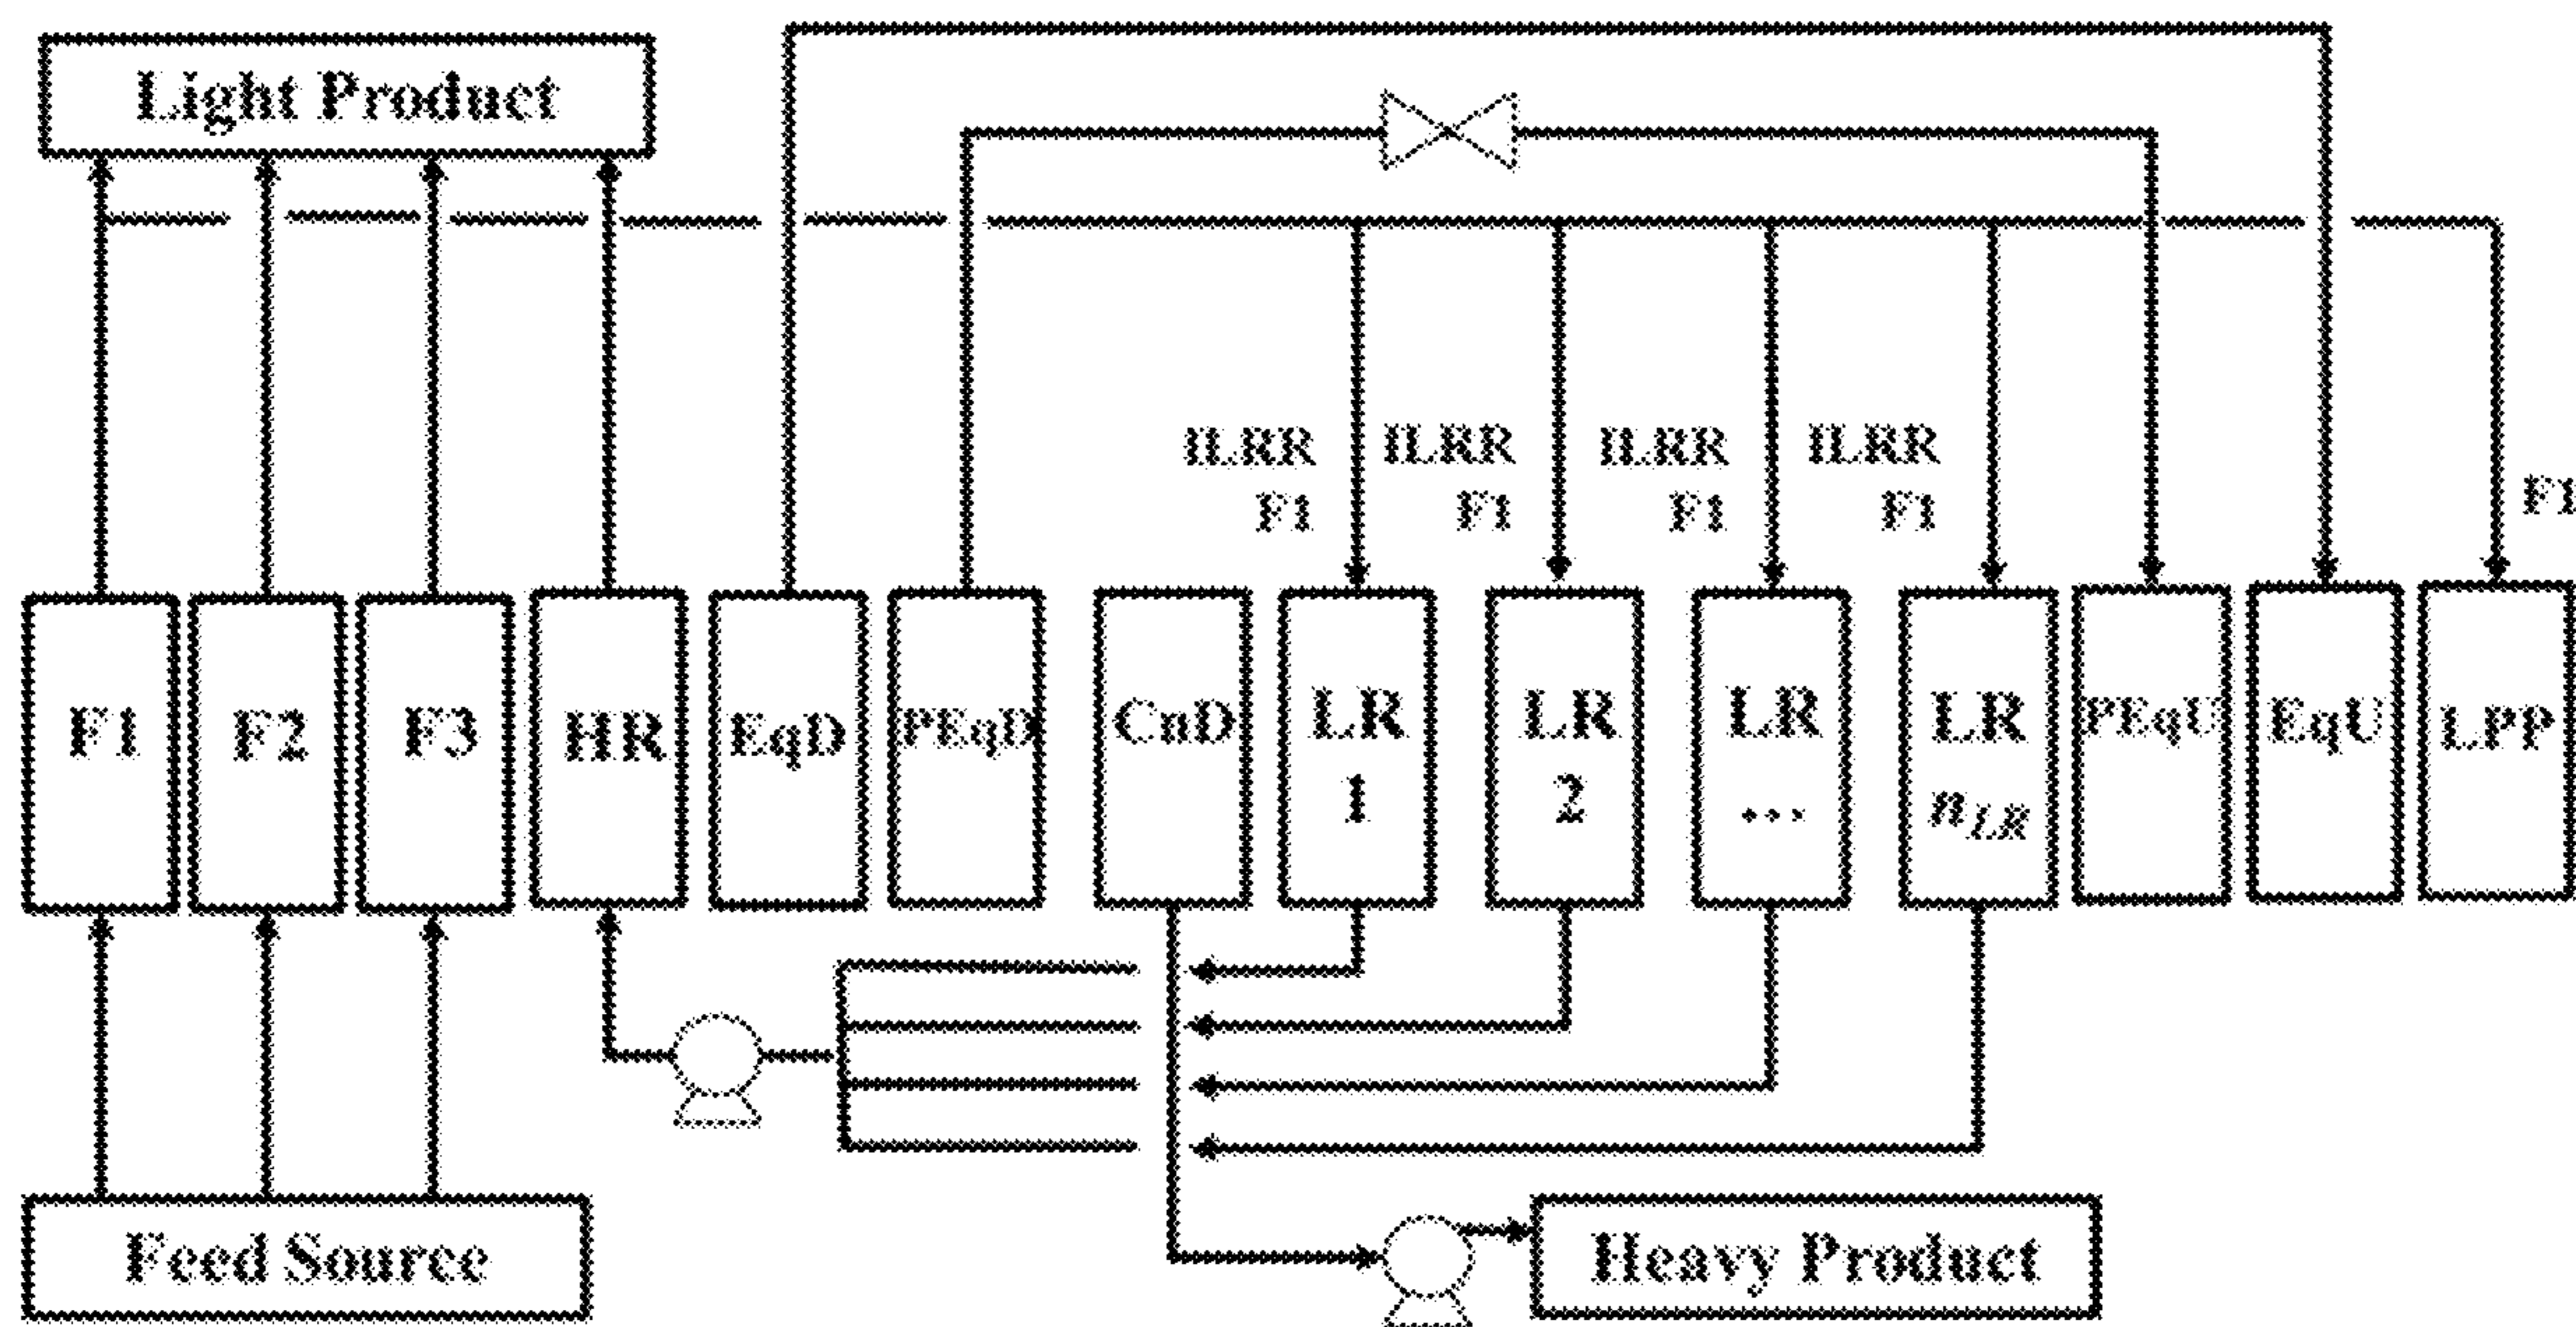 Light Product
ILRR
F1
ILRR
F1
ILRR
F1
ILRR
F1
F1
F1
F2
F3
HR
EqD
PEqD
CnD
LR
1
LR
2
LR
...
LR
nLR
PEqU
EqU
LPP
Feed Source
Heavy Product